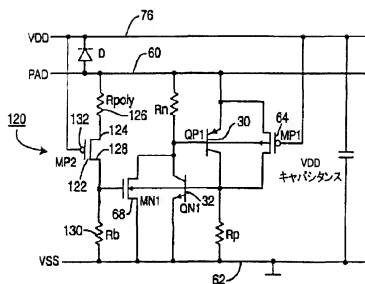 76
VDD
60
D
PAD
Rpoly
126
Rn
120
132
124
QP1
30
64
MP1
MP2
128
122
VDD
キャパシタンス
MN1
32
130
Rb
68
QN1
Rp
VSS
62